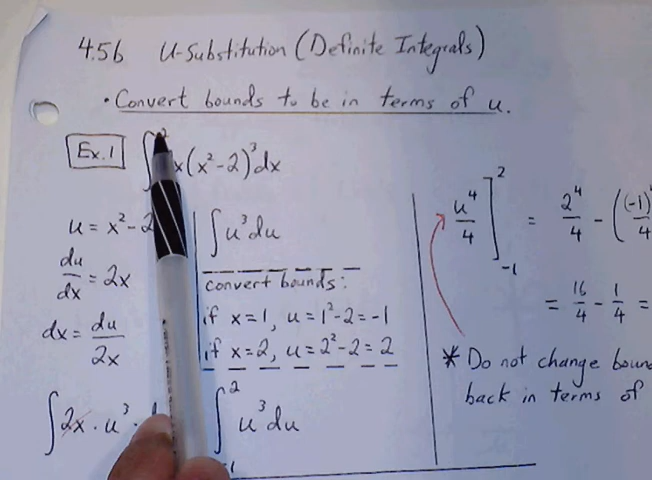 4.5b U-Substitution (Definite Integrals)
• Convert bounds to be in terms of u.
Ex. 1 ∫² x(x²-2)³dx
u = x²-2
du/dx = 2x
dx = du/2x
∫2x · u³ ·
∫u³du
convert bounds:
if x=1, u=1²-2=-1
if x=2, u=2²-2=2
∫² u³du
u⁴/4 ]₋₁² = 2⁴/4 - ((-1)/4
= 16/4 - 1/4 =
* Do not change
back in terms of